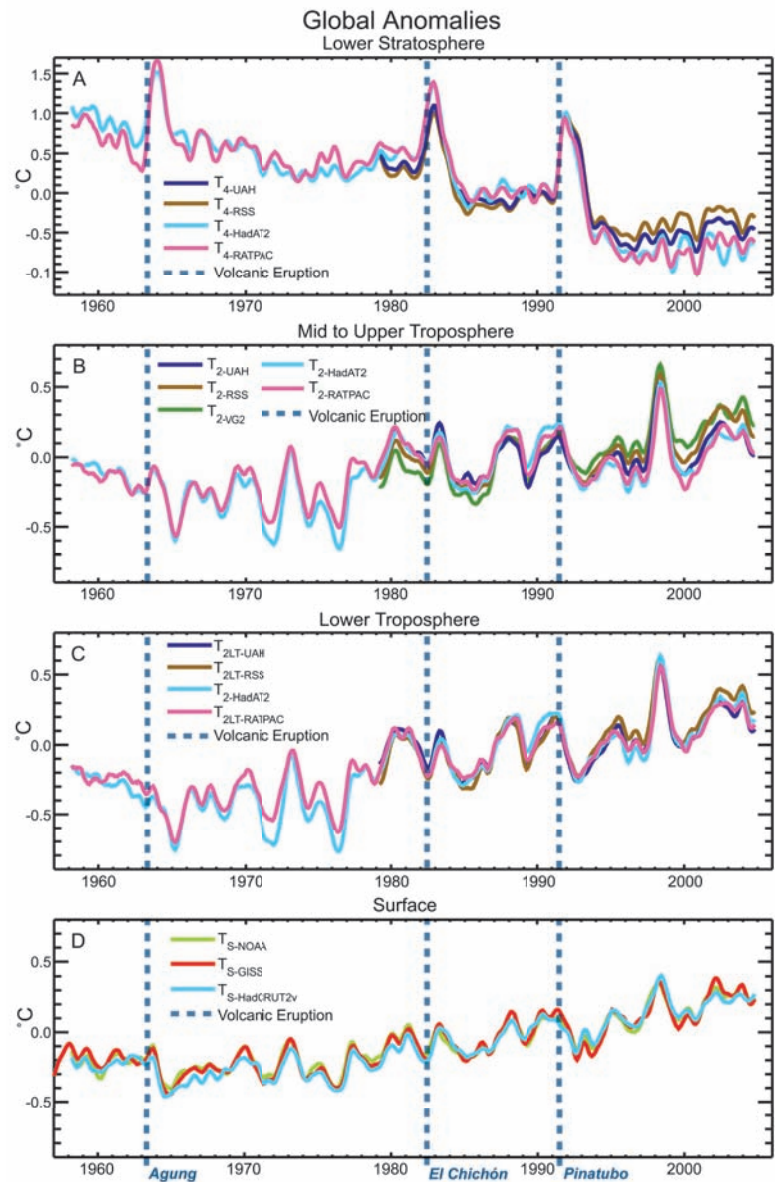 Global Anomalies
Lower Stratosphere
A
1.5
1.0
0.5
0.0
-0.5
-0.1
°C
T4-UAH
T4-RSS
T4-HadAT2
T4-RATPAC
Volcanic Eruption
1960
1970
1980
1990
2000
Mid to Upper Troposphere
B
0.5
0.0
-0.5
°C
T2-UAH
T2-RSS
T2-VG2
T2-HadAT2
T2-RATPAC
Volcanic Eruption
1960
1970
1980
1990
2000
Lower Troposphere
C
0.5
0.0
-0.5
°C
T2LT-UAH
T2LT-RSS
T2-HadAT2
T2LT-RATPAC
Volcanic Eruption
1960
1970
1980
1990
2000
Surface
D
0.5
0.0
-0.5
°C
TS-NOAA
TS-GISS
TS-HadCRUT2v
Volcanic Eruption
1960
1970
1980
1990
2000
Agung
El Chichón
Pinatubo